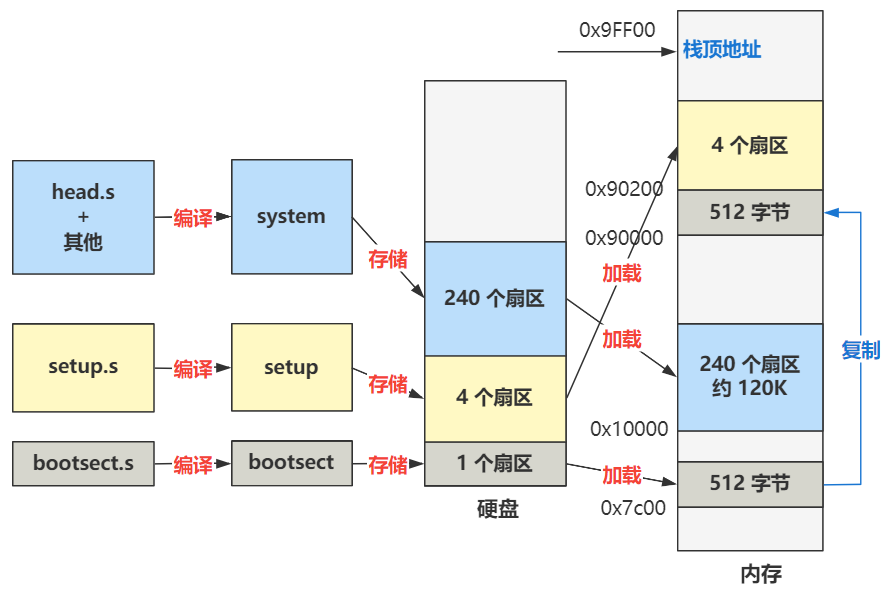 0x9FF00
栈顶地址
head.s
+
其他
编译
system
存储
240 个扇区
4 个扇区
0x90200
512 字节
0x90000
加载
加载
240 个扇区
约 120K
复制
setup.s
编译
setup
存储
4 个扇区
0x10000
bootsect.s
编译
bootsect
存储
1 个扇区
加载
512 字节
0x7c00
硬盘
内存